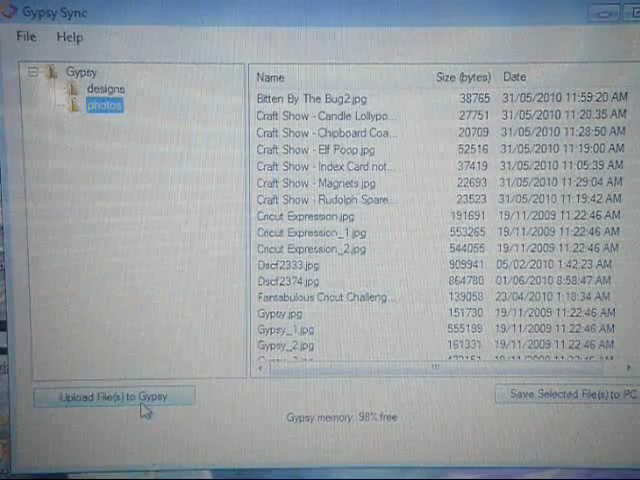 Gypsy Sync
File Help
Gypsy
designs
photos
Name Size (bytes) Date
Bitten By The Bug2.jpg 38765 31/05/2010 11:59:20 AM
Craft Show - Candle Lollypo... 27751 31/05/2010 11:20:35 AM
Craft Show - Chipboard Coa... 20709 31/05/2010 11:28:50 AM
Craft Show - Elf Poop.jpg 52516 31/05/2010 11:19:00 AM
Craft Show - Index Card not... 37419 31/05/2010 11:05:39 AM
Craft Show - Magnets.jpg 22693 31/05/2010 11:29:04 AM
Craft Show - Rudolph Spare... 23523 31/05/2010 11:19:42 AM
Cricut Expression.jpg 191691 19/11/2009 11:22:46 AM
Cricut Expression_1.jpg 553265 19/11/2009 11:22:46 AM
Cricut Expression_2.jpg 544055 19/11/2009 11:22:46 AM
Dscf2333.jpg 909941 05/02/2010 1:42:23 AM
Dscf2374.jpg 864780 01/06/2010 8:58:47 AM
Fantabulous Cricut Challeng... 139058 23/04/2010 1:18:34 AM
Gypsy.jpg 151730 19/11/2009 11:22:46 AM
Gypsy_1.jpg 555199 19/11/2009 11:22:46 AM
Gypsy_2.jpg 161331 19/11/2009 11:22:46 AM
Upload File(s) to Gypsy
Save Selected File(s) to PC
Gypsy memory: 98% free